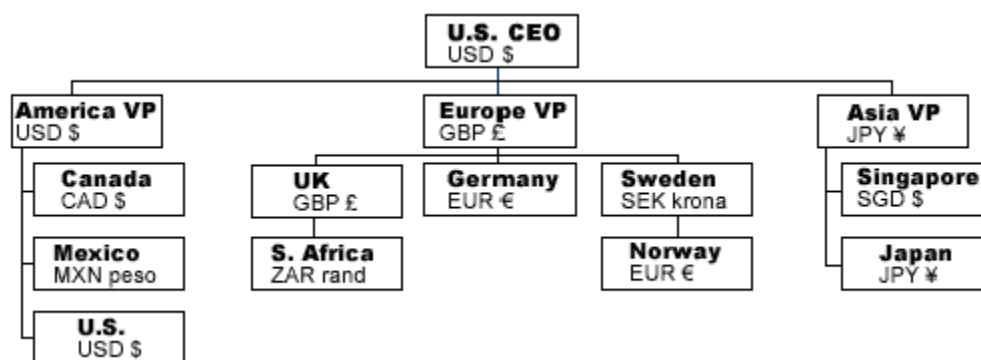 U.S. CEO
USD $
America VP
USD $
Europe VP
GBP £
Asia VP
JPY ¥
Canada
CAD $
UK
GBP £
Germany
EUR €
Sweden
SEK krona
Singapore
SGD $
Mexico
MXN peso
S. Africa
ZAR rand
Norway
EUR €
Japan
JPY ¥
U.S.
USD $